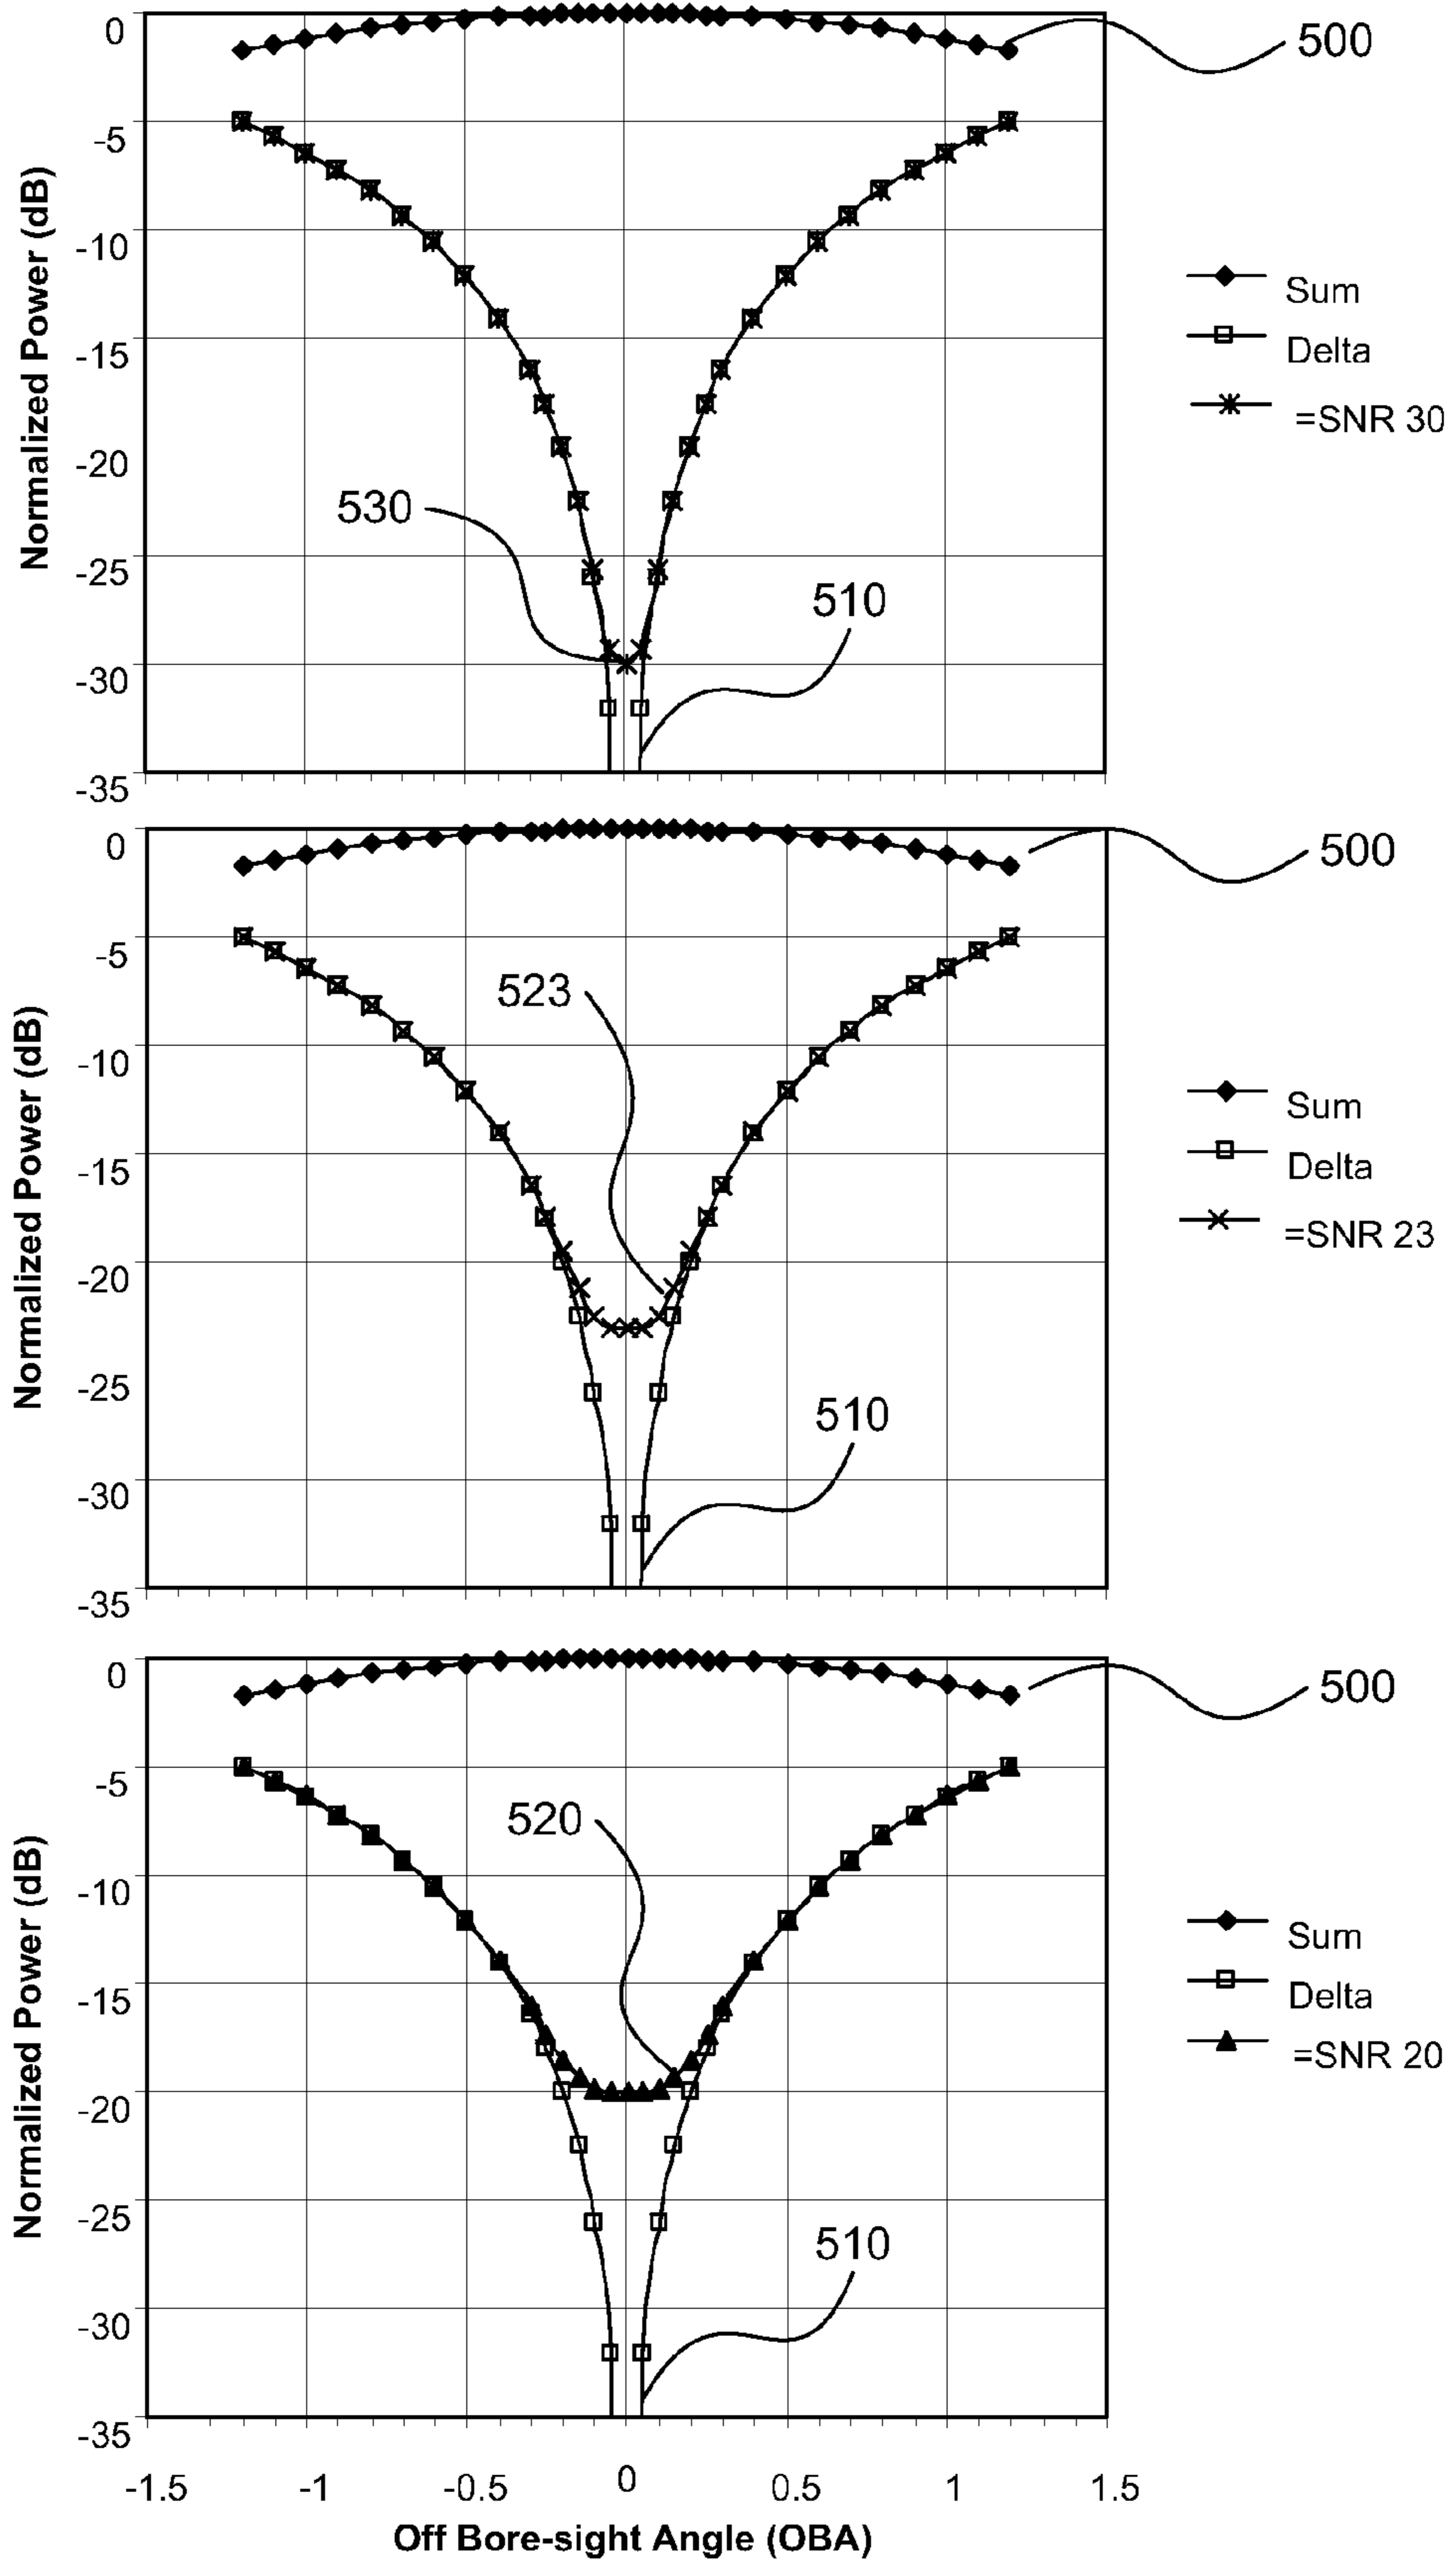 Normalized Power (dB)
0
-5
-10
-15
-20
-25
-30
-35
500
530
510
Sum
Delta
=SNR 30
Normalized Power (dB)
0
-5
-10
-15
-20
-25
-30
-35
500
523
510
Sum
Delta
=SNR 23
Normalized Power (dB)
0
-5
-10
-15
-20
-25
-30
-35
500
520
510
Sum
Delta
=SNR 20
-1.5 -1 -0.5 0 0.5 1 1.5
Off Bore-sight Angle (OBA)